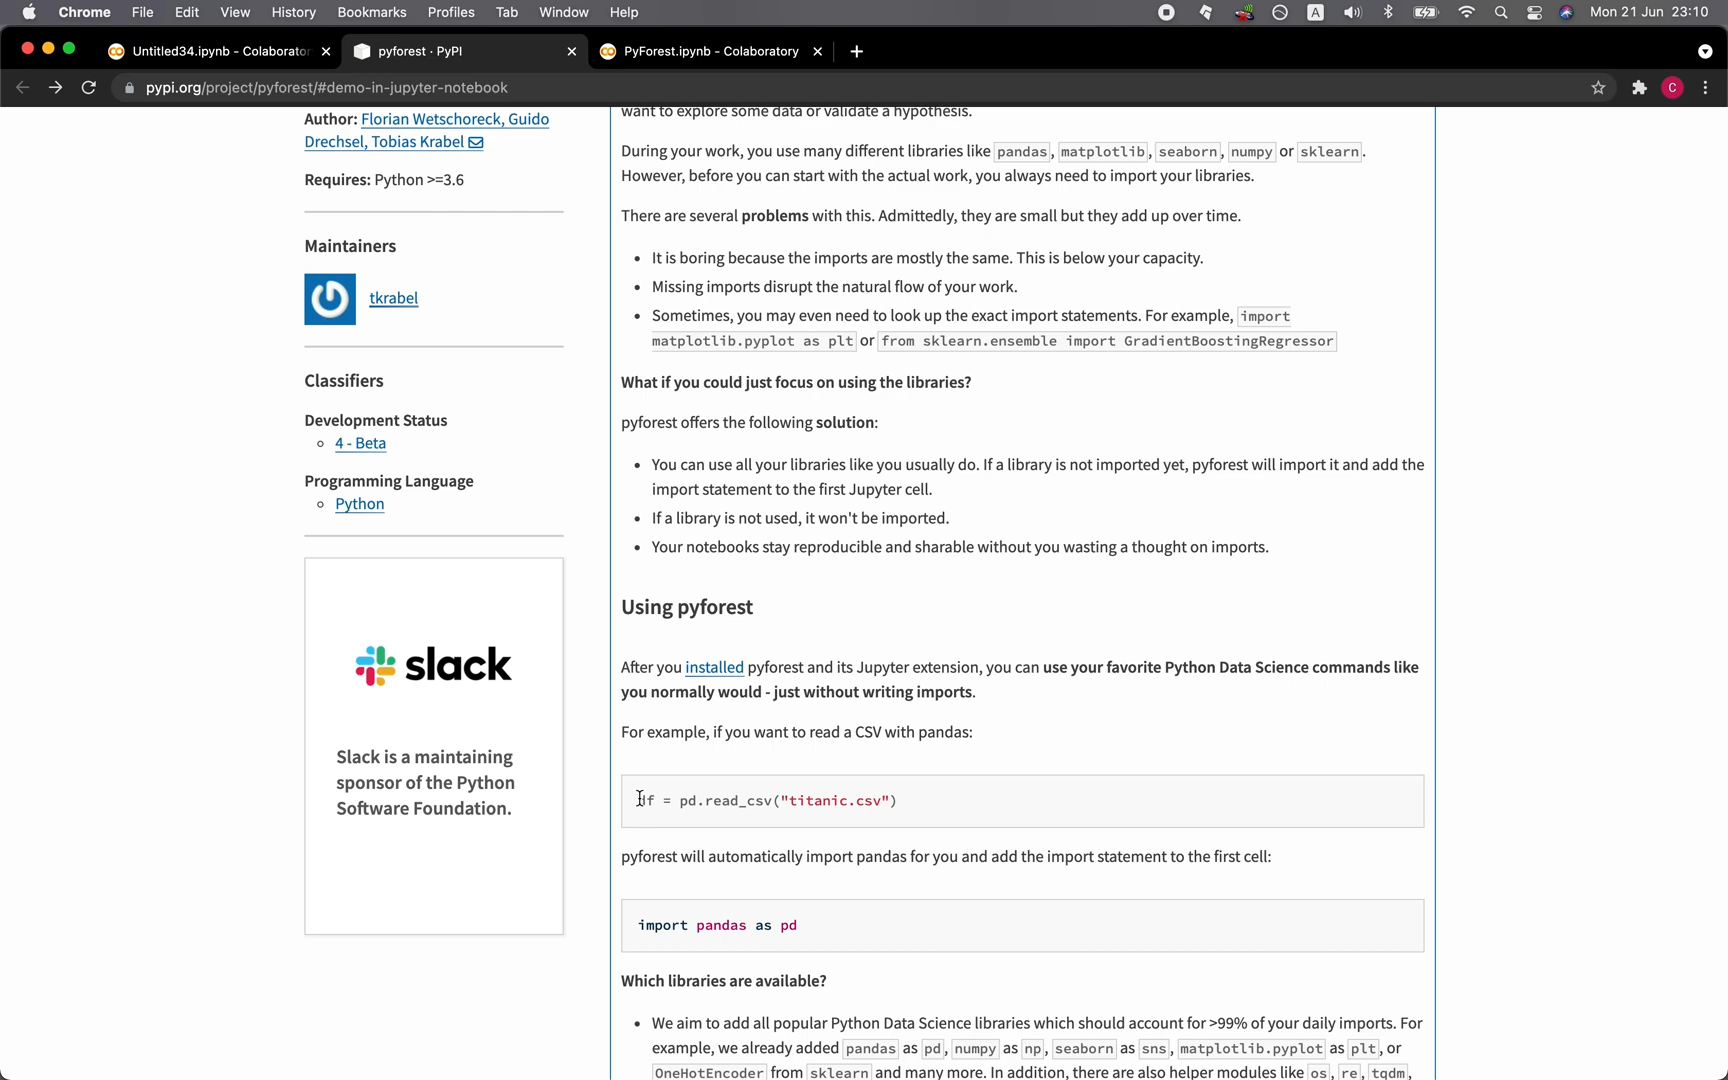 Chrome File Edit View History Bookmarks Profiles Tab Window Help A Mon 21 Jun 23:10
Untitled34.ipynb - Colaborator pyforest · PyPI PyForest.ipynb - Colaboratory
pypi.org/project/pyforest/#demo-in-jupyter-notebook C
Author: Florian Wetschoreck, Guido
Drechsel, Tobias Krabel
Requires: Python >=3.6
Maintainers
tkrabel
Classifiers
Development Status
4 - Beta
Programming Language
Python
slack
Slack is a maintaining
sponsor of the Python
Software Foundation.
want to explore some data or validate a hypothesis.
During your work, you use many different libraries like pandas, matplotlib, seaborn, numpy or sklearn.
However, before you can start with the actual work, you always need to import your libraries.
There are several problems with this. Admittedly, they are small but they add up over time.
• It is boring because the imports are mostly the same. This is below your capacity.
• Missing imports disrupt the natural flow of your work.
• Sometimes, you may even need to look up the exact import statements. For example, import
matplotlib.pyplot as plt or from sklearn.ensemble import GradientBoostingRegressor
What if you could just focus on using the libraries?
pyforest offers the following solution:
• You can use all your libraries like you usually do. If a library is not imported yet, pyforest will import it and add the
import statement to the first Jupyter cell.
• If a library is not used, it won't be imported.
• Your notebooks stay reproducible and sharable without you wasting a thought on imports.
Using pyforest
After you installed pyforest and its Jupyter extension, you can use your favorite Python Data Science commands like
you normally would - just without writing imports.
For example, if you want to read a CSV with pandas:
df = pd.read_csv("titanic.csv")
pyforest will automatically import pandas for you and add the import statement to the first cell:
import pandas as pd
Which libraries are available?
• We aim to add all popular Python Data Science libraries which should account for >99% of your daily imports. For
example, we already added pandas as pd, numpy as np, seaborn as sns, matplotlib.pyplot as plt, or
OneHotEncoder from sklearn and many more. In addition, there are also helper modules like os, re, tqdm,